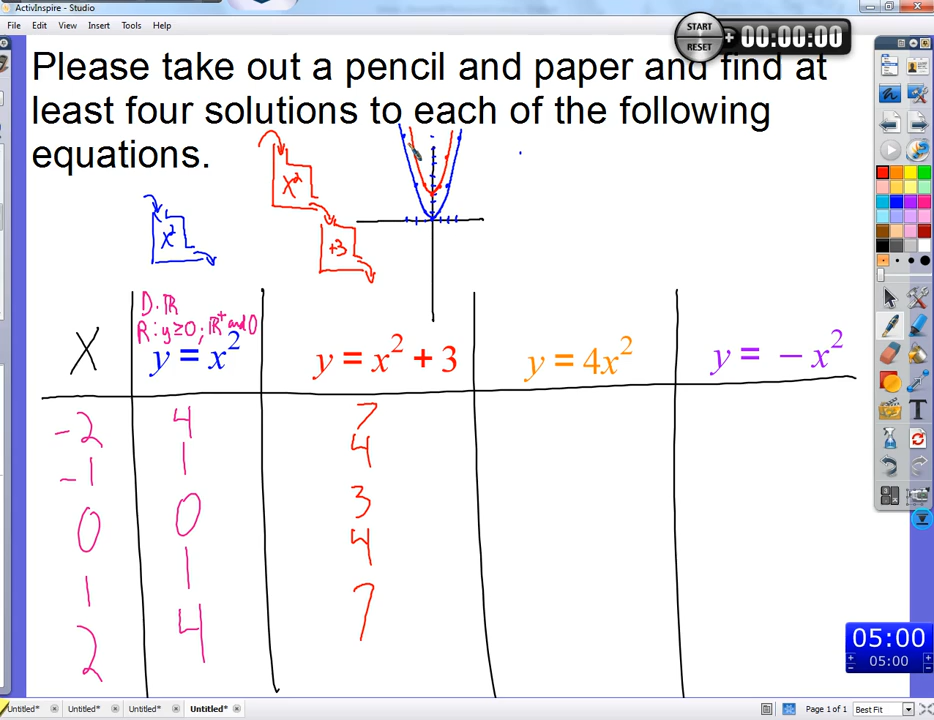 ActivInspire - Studio
File Edit View Insert Tools Help
START
RESET
00:00:00
Please take out a pencil and paper and find at
least four solutions to each of the following
equations.
x²
x²
+3
D: ℝ
R: y ≥ 0; ℝ⁺ and 0
X y = x² y = x² + 3 y = 4x² y = − x²
-2 4 7
-1 1 4
0 0 3
1 1 4
2 4 7
05:00
05:00
Untitled* Untitled* Untitled* Untitled* Page 1 of 1 Best Fit